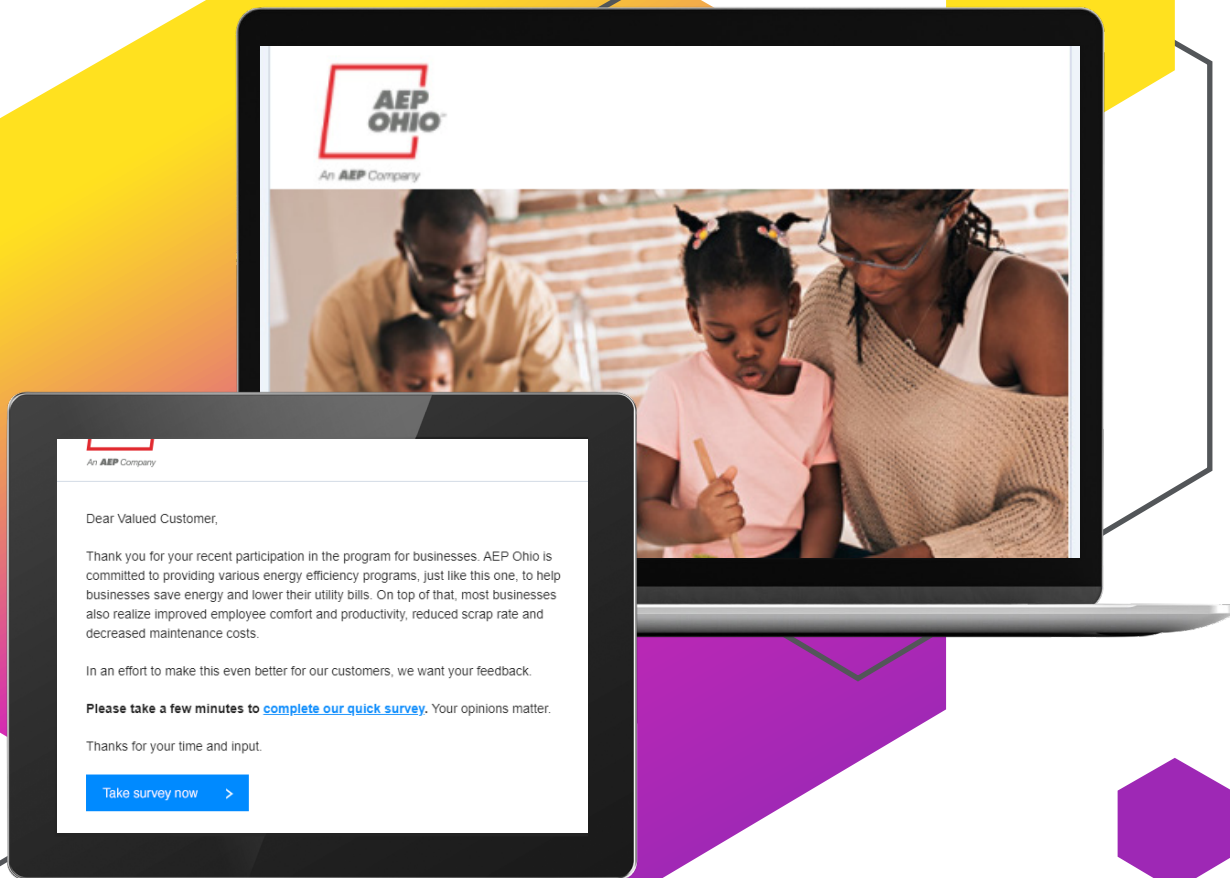 AEP
OHIO
An AEP Company
An AEP Company
Dear Valued Customer,
Thank you for your recent participation in the program for businesses. AEP Ohio is
committed to providing various energy efficiency programs, just like this one, to help
businesses save energy and lower their utility bills. On top of that, most businesses
also realize improved employee comfort and productivity, reduced scrap rate and
decreased maintenance costs.
In an effort to make this even better for our customers, we want your feedback.
Please take a few minutes to complete our quick survey. Your opinions matter.
Thanks for your time and input.
Take survey now >